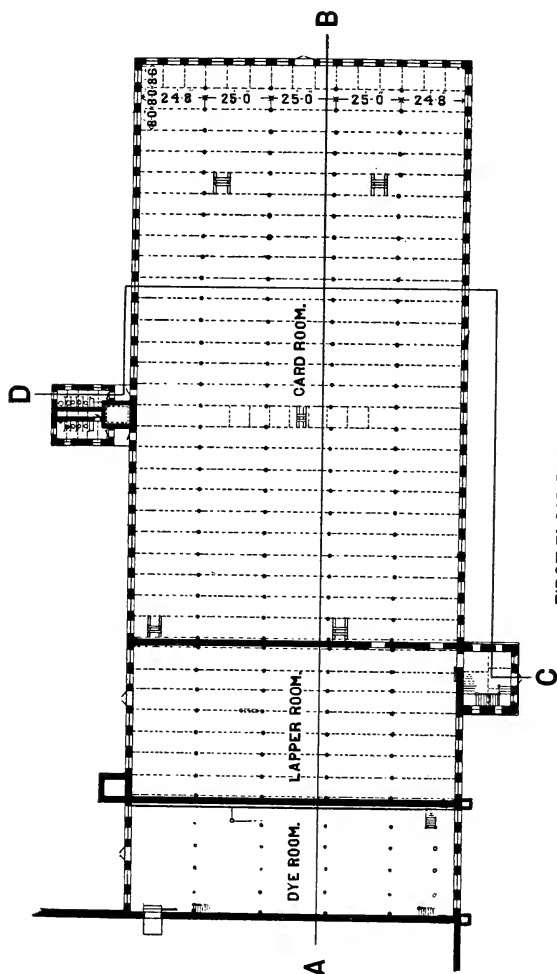 B
24·8 25·0 25·0 25·0 24·8
8·0 8·0 8·6
D
CARD ROOM.
LAPPER ROOM.
C
DYE ROOM.
A